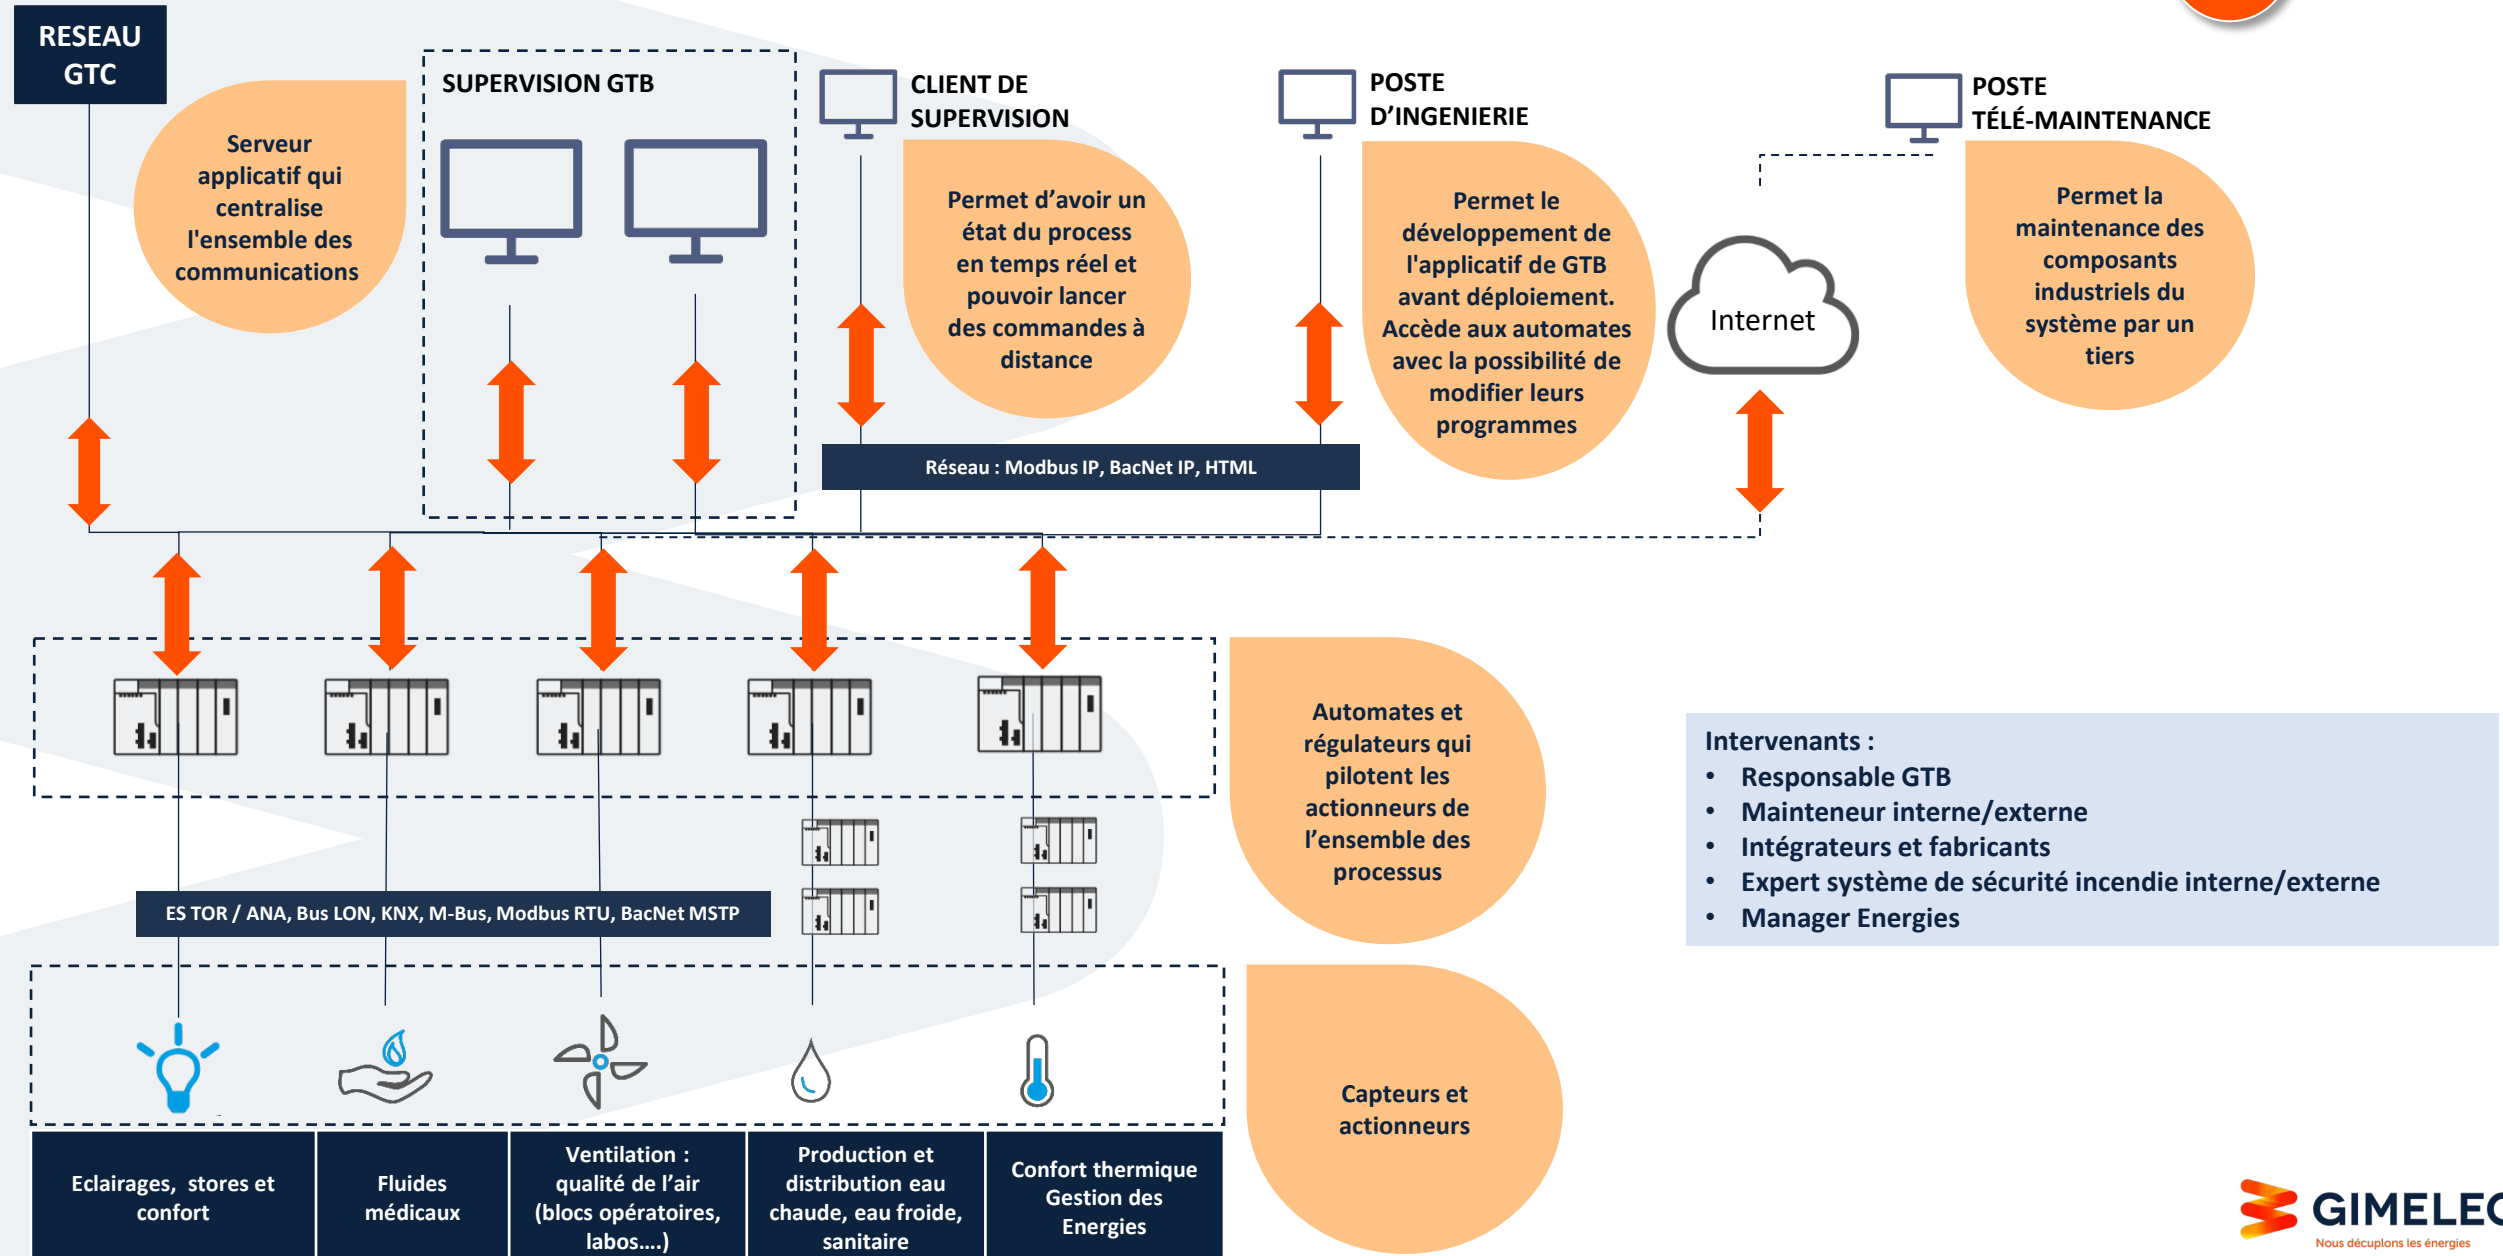 RESEAU
GTC
Serveur
applicatif qui
centralise
l'ensemble des
communications
SUPERVISION GTB
CLIENT DE
SUPERVISION
Permet d’avoir un
état du process
en temps réel et
pouvoir lancer
des commandes à
distance
POSTE
D’INGENIERIE
Permet le
développement de
l'applicatif de GTB
avant déploiement.
Accède aux automates
avec la possibilité de
modifier leurs
programmes
Internet
POSTE
TÉLÉ-MAINTENANCE
Permet la
maintenance des
composants
industriels du
système par un
tiers
Réseau : Modbus IP, BacNet IP, HTML
Automates et
régulateurs qui
pilotent les
actionneurs de
l’ensemble des
processus
Intervenants :
• Responsable GTB
• Mainteneur interne/externe
• Intégrateurs et fabricants
• Expert système de sécurité incendie interne/externe
• Manager Energies
ES TOR / ANA, Bus LON, KNX, M-Bus, Modbus RTU, BacNet MSTP
Capteurs et
actionneurs
Eclairages, stores et
confort
Fluides
médicaux
Ventilation :
qualité de l’air
(blocs opératoires,
labos….)
Production et
distribution eau
chaude, eau froide,
sanitaire
Confort thermique
Gestion des
Energies
GIMELEC
Nous décuplons les énergies